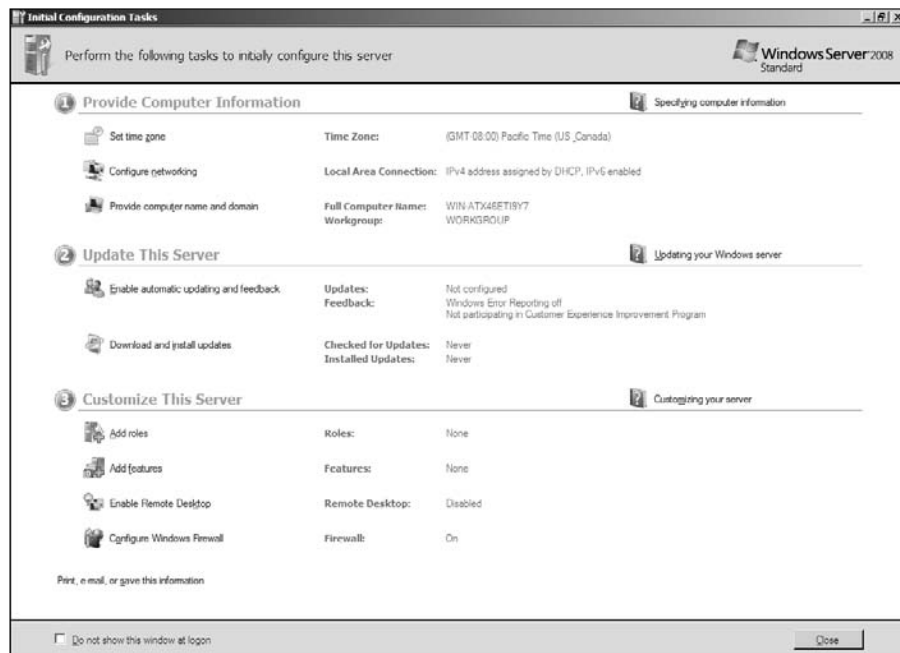 Initial Configuration Tasks
Perform the following tasks to initially configure this server
Windows Server 2008
Standard
1 Provide Computer Information
Specifying computer information
Set time zone
Time Zone: (GMT-08:00) Pacific Time (US_Canada)
Configure networking
Local Area Connection: IPv4 address assigned by DHCP, IPv6 enabled
Provide computer name and domain
Full Computer Name: WIN-ATX46ETI9Y7
Workgroup: WORKGROUP
2 Update This Server
Updating your Windows server
Enable automatic updating and feedback
Updates: Not configured
Feedback: Windows Error Reporting off
Not participating in Customer Experience Improvement Program
Download and install updates
Checked for Updates: Never
Installed Updates: Never
3 Customize This Server
Customizing your server
Add roles
Roles: None
Add features
Features: None
Enable Remote Desktop
Remote Desktop: Disabled
Configure Windows Firewall
Firewall: On
Print, e-mail, or save this information
Do not show this window at logon
Close